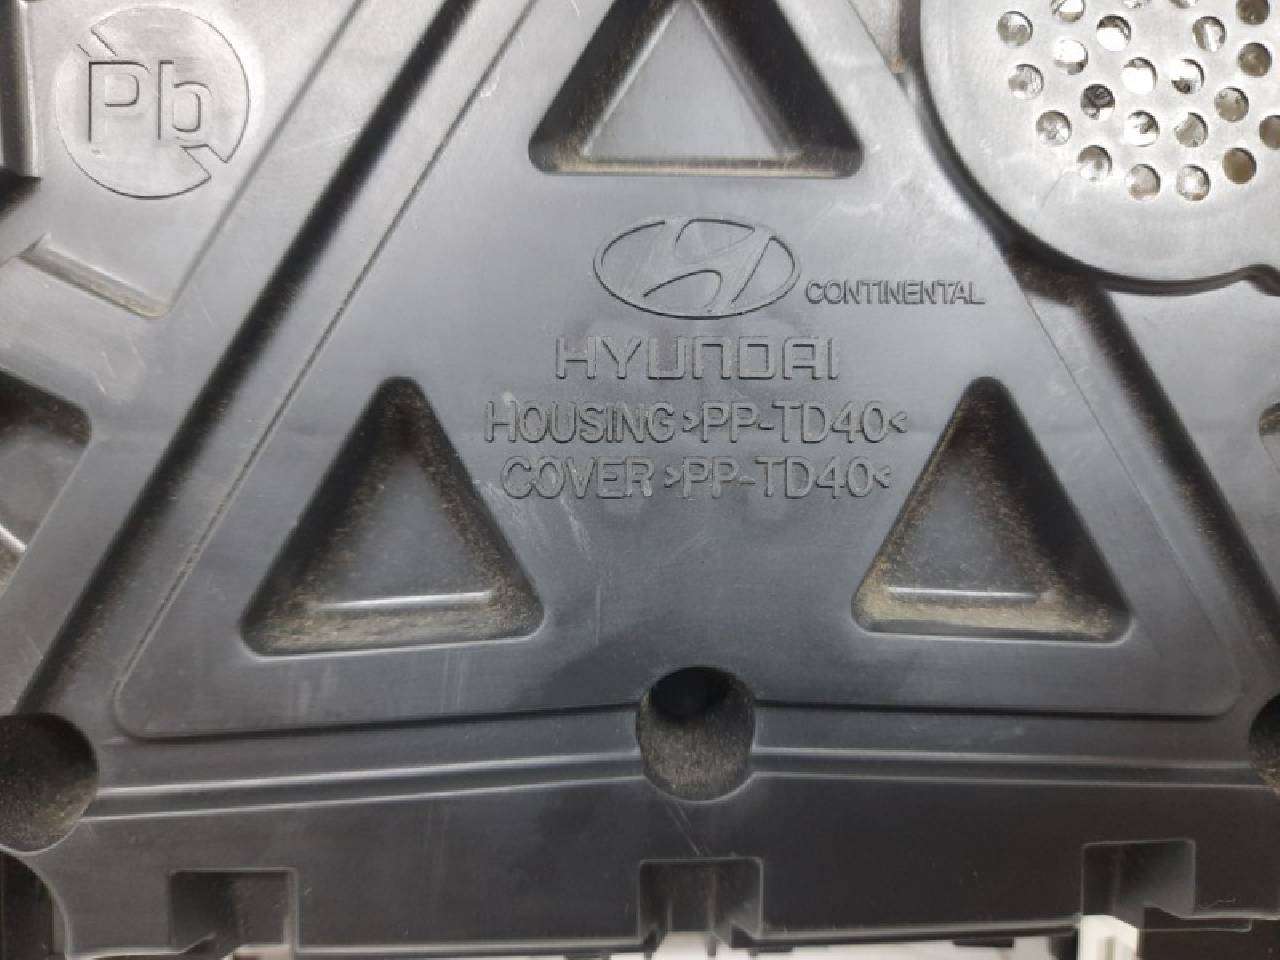 Pb
CONTINENTAL
HYUNDAI
HOUSING >PP-TD40<
COVER >PP-TD40<